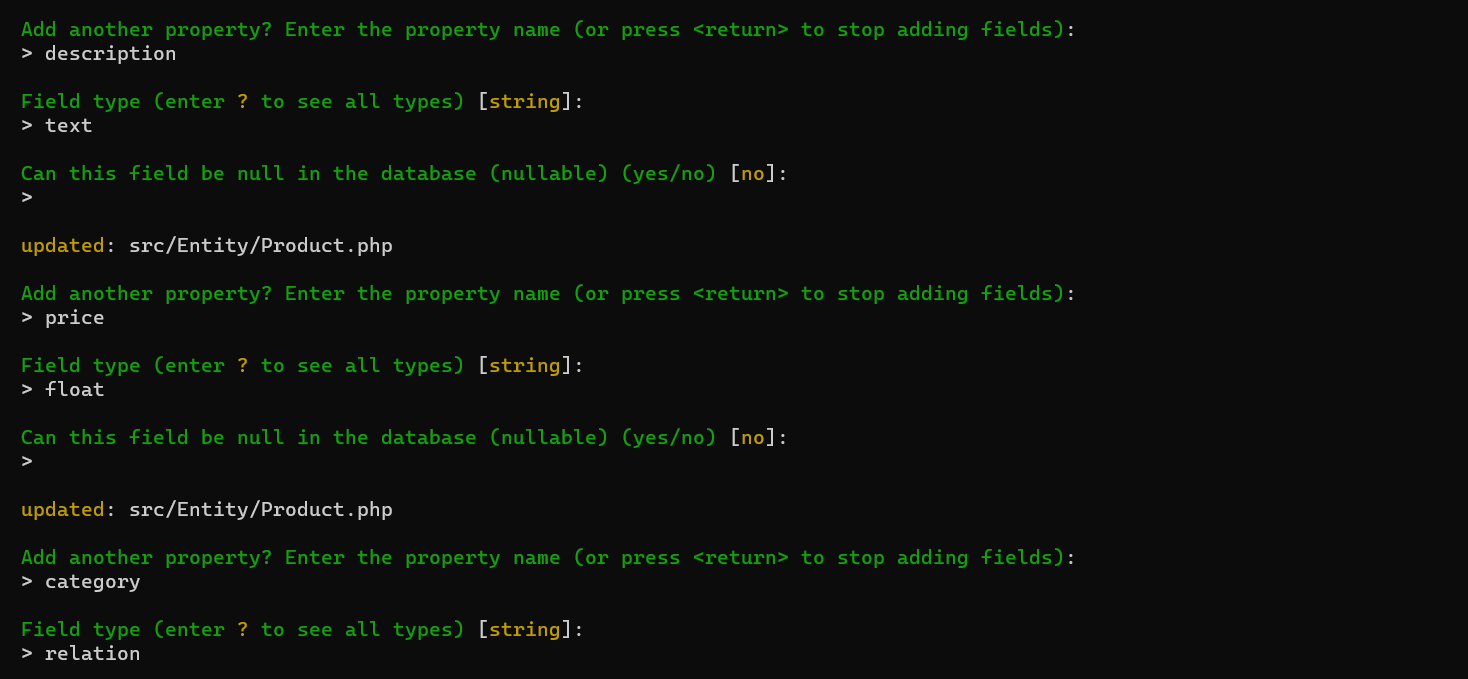 Add another property? Enter the property name (or press <return> to stop adding fields):
> description
Field type (enter ? to see all types) [string]:
> text
Can this field be null in the database (nullable) (yes/no) [no]:
>
updated: src/Entity/Product.php
Add another property? Enter the property name (or press <return> to stop adding fields):
> price
Field type (enter ? to see all types) [string]:
> float
Can this field be null in the database (nullable) (yes/no) [no]:
>
updated: src/Entity/Product.php
Add another property? Enter the property name (or press <return> to stop adding fields):
> category
Field type (enter ? to see all types) [string]:
> relation